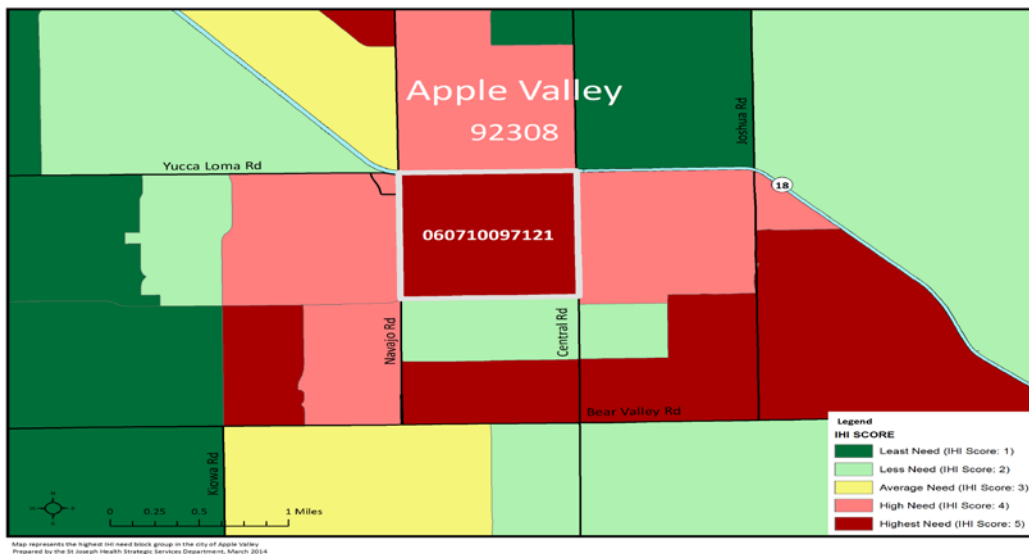 Apple Valley
92308
Joshua Rd
Yucca Loma Rd
18
060710097121
Navajo Rd
Central Rd
Bear Valley Rd
Kiowa Rd
Legend
IHI SCORE
Least Need (IHI Score: 1)
Less Need (IHI Score: 2)
Average Need (IHI Score: 3)
High Need (IHI Score: 4)
Highest Need (IHI Score: 5)
0 0.25 0.5 1 Miles
Map represents the highest IHI need block group in the city of Apple Valley
Prepared by the St Joseph Health Strategic Services Department, March 2014